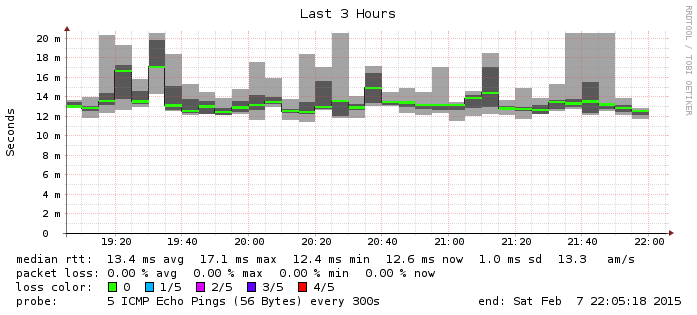 Last 3 Hours
RRDTOOL / TOBI OETIKER
Seconds
20 m
18 m
16 m
14 m
12 m
10 m
8 m
6 m
4 m
2 m
0
19:20 19:40 20:00 20:20 20:40 21:00 21:20 21:40 22:00
median rtt: 13.4 ms avg 17.1 ms max 12.4 ms min 12.6 ms now 1.0 ms sd 13.3 am/s
packet loss: 0.00 % avg 0.00 % max 0.00 % min 0.00 % now
loss color: 0 1/5 2/5 3/5 4/5
probe: 5 ICMP Echo Pings (56 Bytes) every 300s end: Sat Feb 7 22:05:18 2015